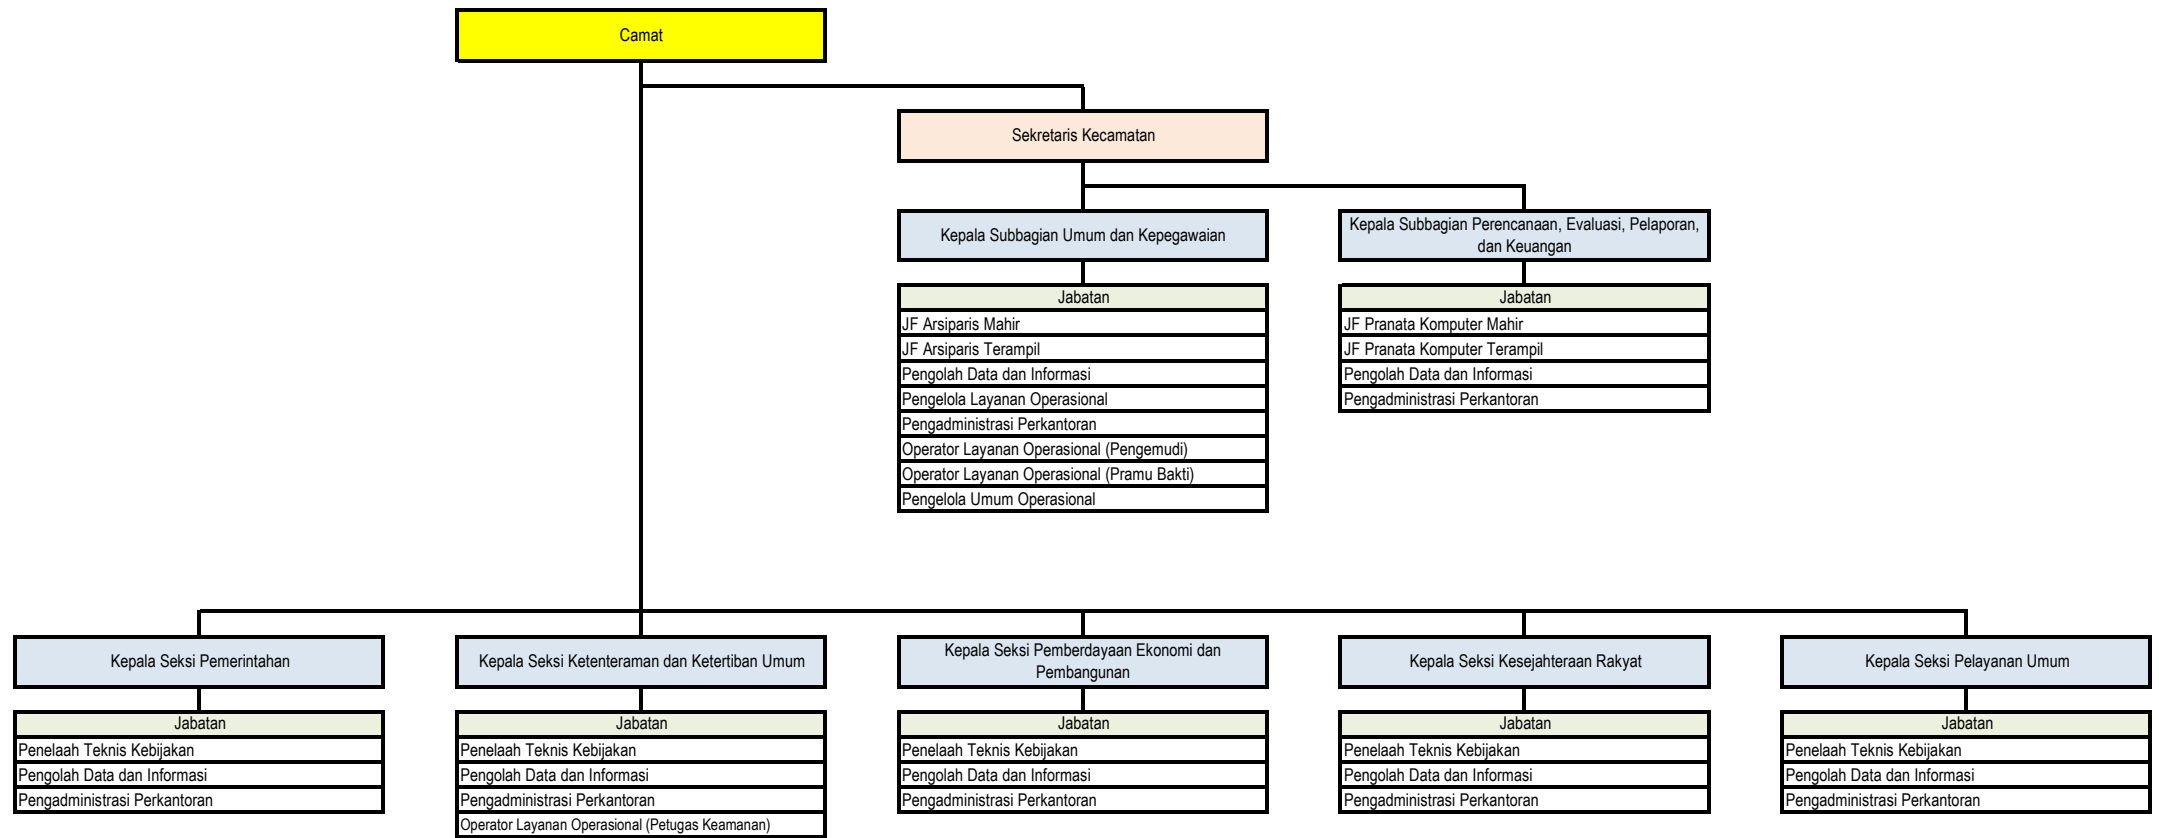 Camat
Sekretaris Kecamatan
Kepala Subbagian Umum dan Kepegawaian
Jabatan
JF Arsiparis Mahir
JF Arsiparis Terampil
Pengolah Data dan Informasi
Pengelola Layanan Operasional
Pengadministrasi Perkantoran
Operator Layanan Operasional (Pengemudi)
Operator Layanan Operasional (Pramu Bakti)
Pengelola Umum Operasional
Kepala Subbagian Perencanaan, Evaluasi, Pelaporan,
dan Keuangan
Jabatan
JF Pranata Komputer Mahir
JF Pranata Komputer Terampil
Pengolah Data dan Informasi
Pengadministrasi Perkantoran
Kepala Seksi Pemerintahan
Jabatan
Penelaah Teknis Kebijakan
Pengolah Data dan Informasi
Pengadministrasi Perkantoran
Kepala Seksi Ketenteraman dan Ketertiban Umum
Jabatan
Penelaah Teknis Kebijakan
Pengolah Data dan Informasi
Pengadministrasi Perkantoran
Operator Layanan Operasional (Petugas Keamanan)
Kepala Seksi Pemberdayaan Ekonomi dan
Pembangunan
Jabatan
Penelaah Teknis Kebijakan
Pengolah Data dan Informasi
Pengadministrasi Perkantoran
Kepala Seksi Kesejahteraan Rakyat
Jabatan
Penelaah Teknis Kebijakan
Pengolah Data dan Informasi
Pengadministrasi Perkantoran
Kepala Seksi Pelayanan Umum
Jabatan
Penelaah Teknis Kebijakan
Pengolah Data dan Informasi
Pengadministrasi Perkantoran